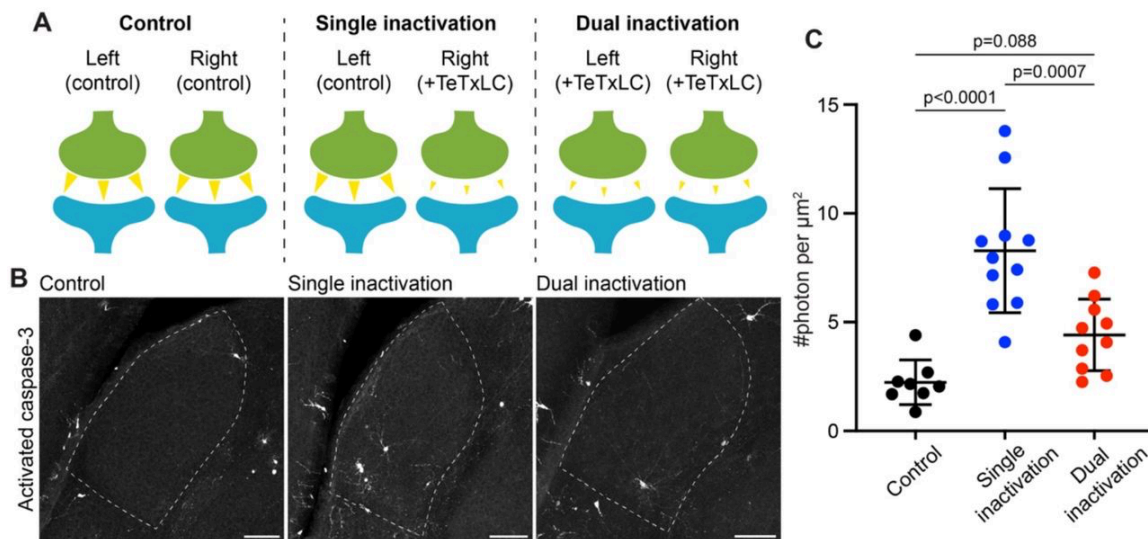 A
Control
Single inactivation
Dual inactivation
Left
(control)
Right
(control)
Left
(control)
Right
(+TeTxLC)
Left
(+TeTxLC)
Right
(+TeTxLC)
B
Control
Single inactivation
Dual inactivation
Activated caspase-3
C
p=0.088
p=0.0007
p<0.0001
#photon per μm²
15
10
5
0
Control
Single
inactivation
Dual
inactivation